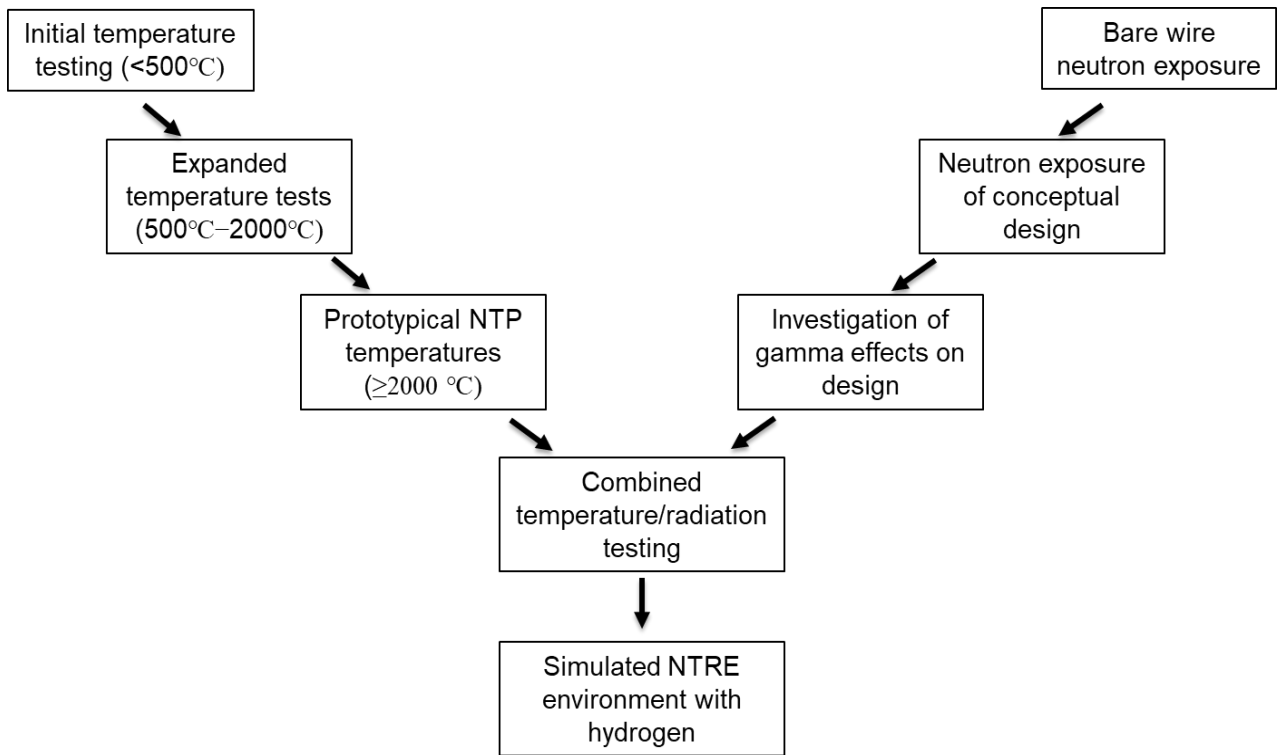 Initial temperature
testing (<500℃)
Bare wire
neutron exposure
Expanded
temperature tests
(500℃−2000℃)
Neutron exposure
of conceptual
design
Prototypical NTP
temperatures
(≥2000 ℃)
Investigation of
gamma effects on
design
Combined
temperature/radiation
testing
Simulated NTRE
environment with
hydrogen